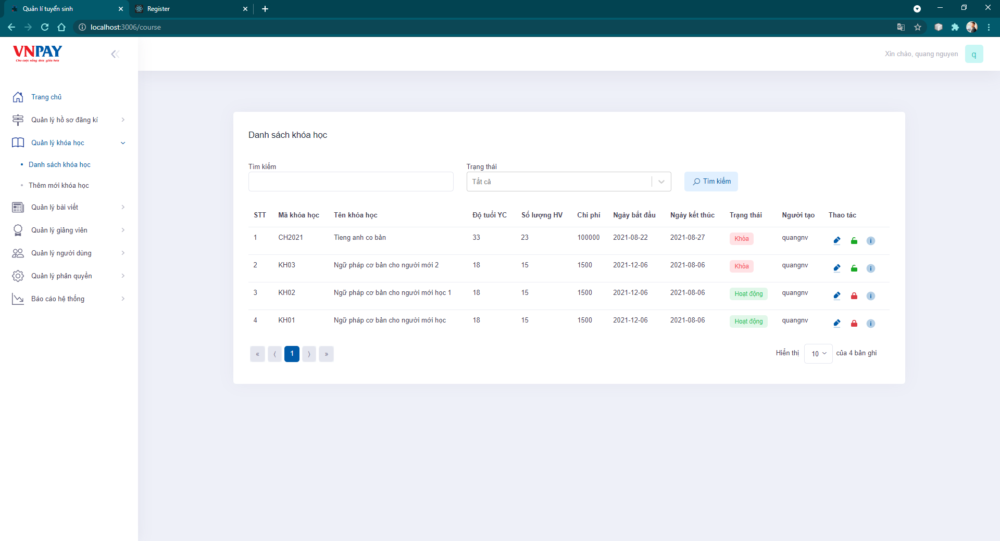 Quản lí tuyển sinh
Register
localhost:3006/course
VNPAY
Cho cuộc sống đơn giản hơn
Xin chào, quang nguyen
q
Trang chủ
Quản lý hồ sơ đăng kí
Quản lý khóa học
Danh sách khóa học
Thêm mới khóa học
Quản lý bài viết
Quản lý giảng viên
Quản lý người dùng
Quản lý phân quyền
Báo cáo hệ thống
Danh sách khóa học
Tìm kiếm
Trạng thái
Tất cả
Tìm kiếm
STT Mã khóa học Tên khóa học Độ tuổi YC Số lượng HV Chi phí Ngày bắt đầu Ngày kết thúc Trạng thái Người tạo Thao tác
1 CH2021 Tieng anh co bản 33 23 100000 2021-08-22 2021-08-27 Khóa quangnv
2 KH03 Ngữ pháp cơ bản cho người mới 2 18 15 1500 2021-12-06 2021-08-06 Khóa quangnv
3 KH02 Ngữ pháp cơ bản cho người mới học 1 18 15 1500 2021-12-06 2021-08-06 Hoạt động quangnv
4 KH01 Ngữ pháp cơ bản cho người mới học 18 15 1500 2021-12-06 2021-08-06 Hoạt động quangnv
« ⟨ 1 ⟩ »
Hiển thị 10 của 4 bản ghi